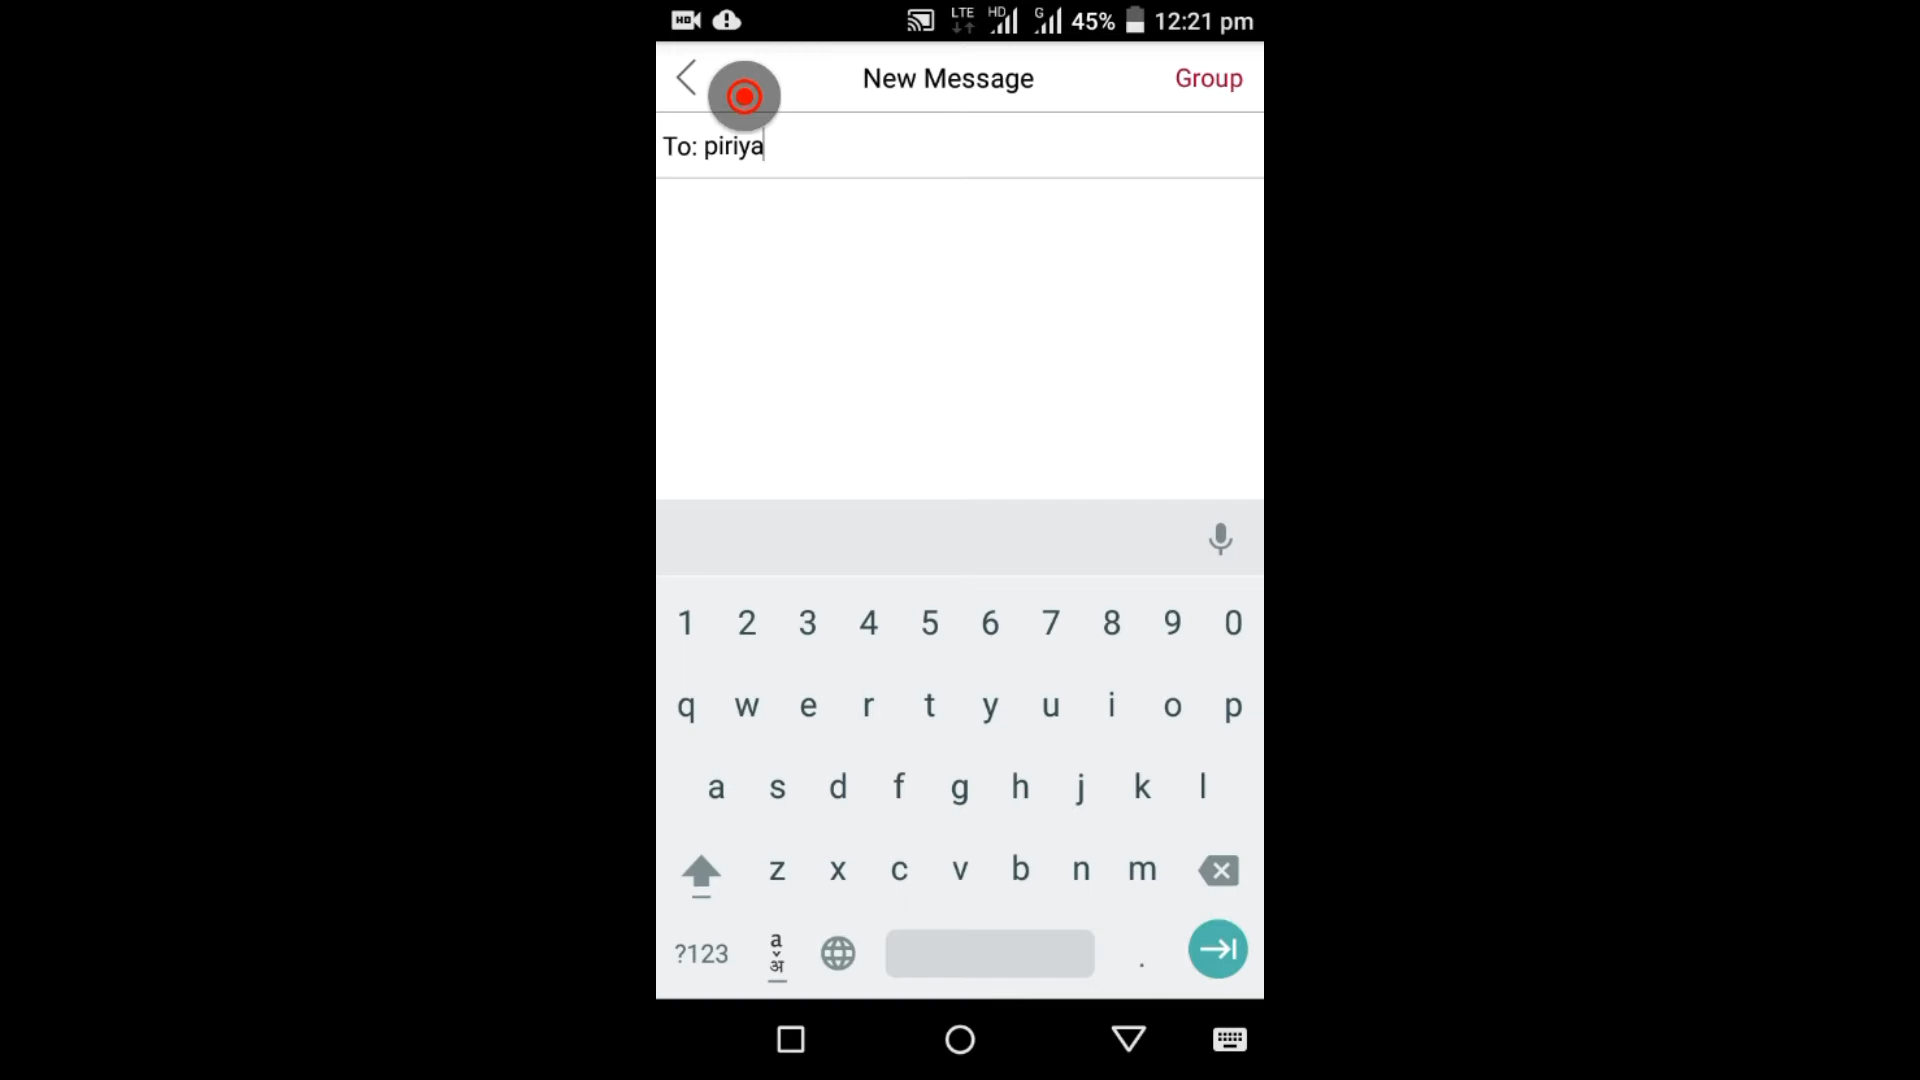 HD LTE HD G 45% 12:21 pm
New Message Group
To: piriya
1 2 3 4 5 6 7 8 9 0
q w e r t y u i o p
a s d f g h j k l
z x c v b n m
?123 a अ .